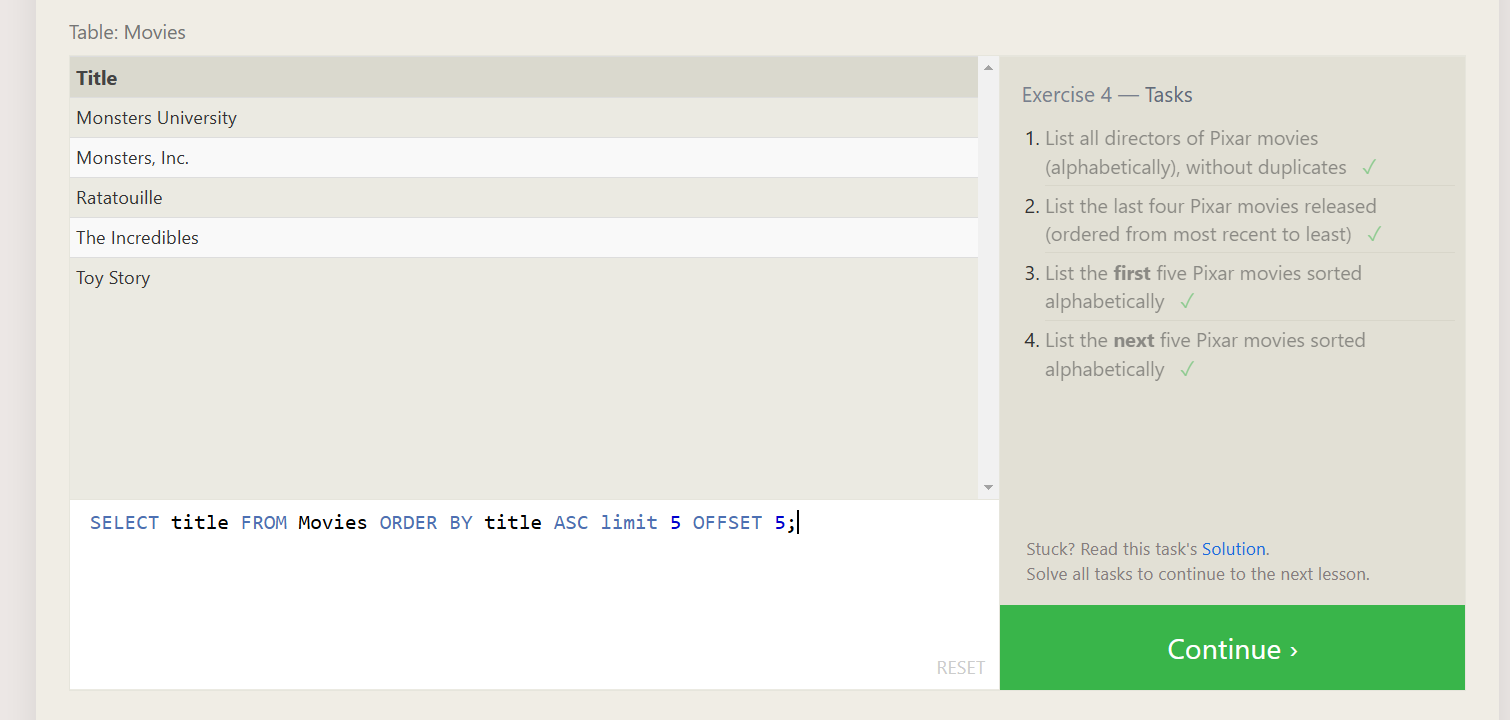 Table: Movies
Title
Monsters University
Monsters, Inc.
Ratatouille
The Incredibles
Toy Story
SELECT title FROM Movies ORDER BY title ASC limit 5 OFFSET 5;
RESET
Exercise 4 — Tasks
1. List all directors of Pixar movies
(alphabetically), without duplicates ✓
2. List the last four Pixar movies released
(ordered from most recent to least) ✓
3. List the first five Pixar movies sorted
alphabetically ✓
4. List the next five Pixar movies sorted
alphabetically ✓
Stuck? Read this task's Solution.
Solve all tasks to continue to the next lesson.
Continue ›